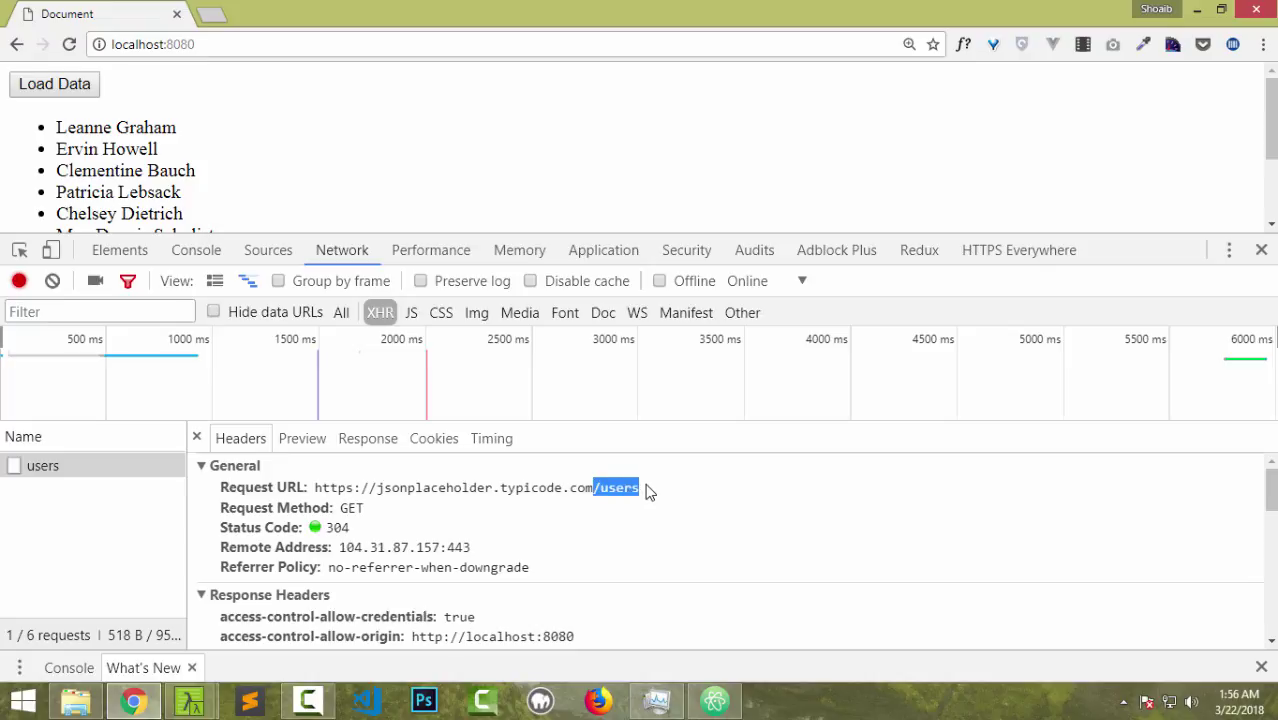 Document
Shoaib
localhost:8080
f?
Load Data
• Leanne Graham
• Ervin Howell
• Clementine Bauch
• Patricia Lebsack
• Chelsey Dietrich
Elements Console Sources Network Performance Memory Application Security Audits Adblock Plus Redux HTTPS Everywhere
View: Group by frame Preserve log Disable cache Offline Online
Filter Hide data URLs All XHR JS CSS Img Media Font Doc WS Manifest Other
500 ms 1000 ms 1500 ms 2000 ms 2500 ms 3000 ms 3500 ms 4000 ms 4500 ms 5000 ms 5500 ms 6000 ms
Name
users
1 / 6 requests | 518 B / 95...
Headers Preview Response Cookies Timing
General
Request URL: https://jsonplaceholder.typicode.com/users
Request Method: GET
Status Code: 304
Remote Address: 104.31.87.157:443
Referrer Policy: no-referrer-when-downgrade
Response Headers
access-control-allow-credentials: true
access-control-allow-origin: http://localhost:8080
Console What's New
Ps
1:56 AM
3/22/2018